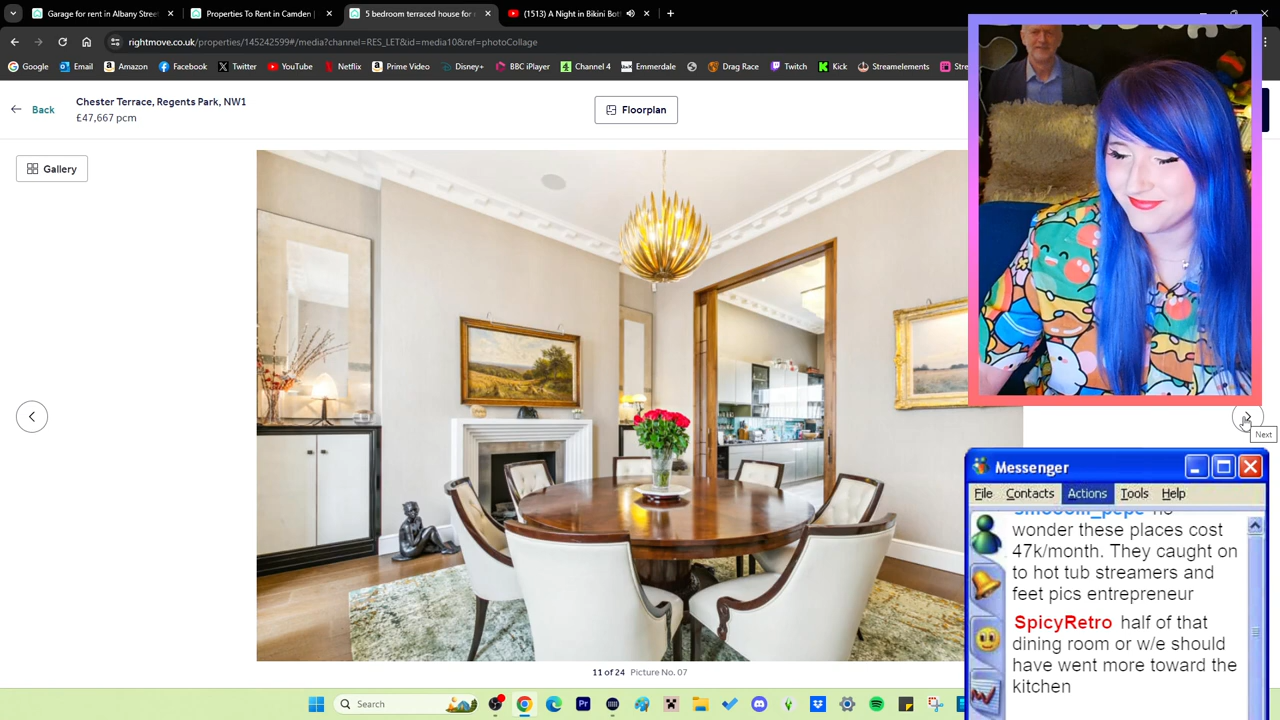 Garage for rent in Albany Street
Properties To Rent in Camden
5 bedroom terraced house for r
(1513) A Night in Bikini Bot
rightmove.co.uk/properties/145242599#/media?channel=RES_LET&id=media10&ref=photoCollage
Google
Email
Amazon
Facebook
Twitter
YouTube
Netflix
Prime Video
Disney+
BBC iPlayer
Channel 4
Emmerdale
Drag Race
Twitch
Kick
Streamelements
Back
Chester Terrace, Regents Park, NW1
£47,667 pcm
Floorplan
Gallery
Next
11 of 24 Picture No. 07
Messenger
File Contacts Actions Tools Help
wonder these places cost
47k/month. They caught on
to hot tub streamers and
feet pics entrepreneur
SpicyRetro half of that
dining room or w/e should
have went more toward the
kitchen
Search